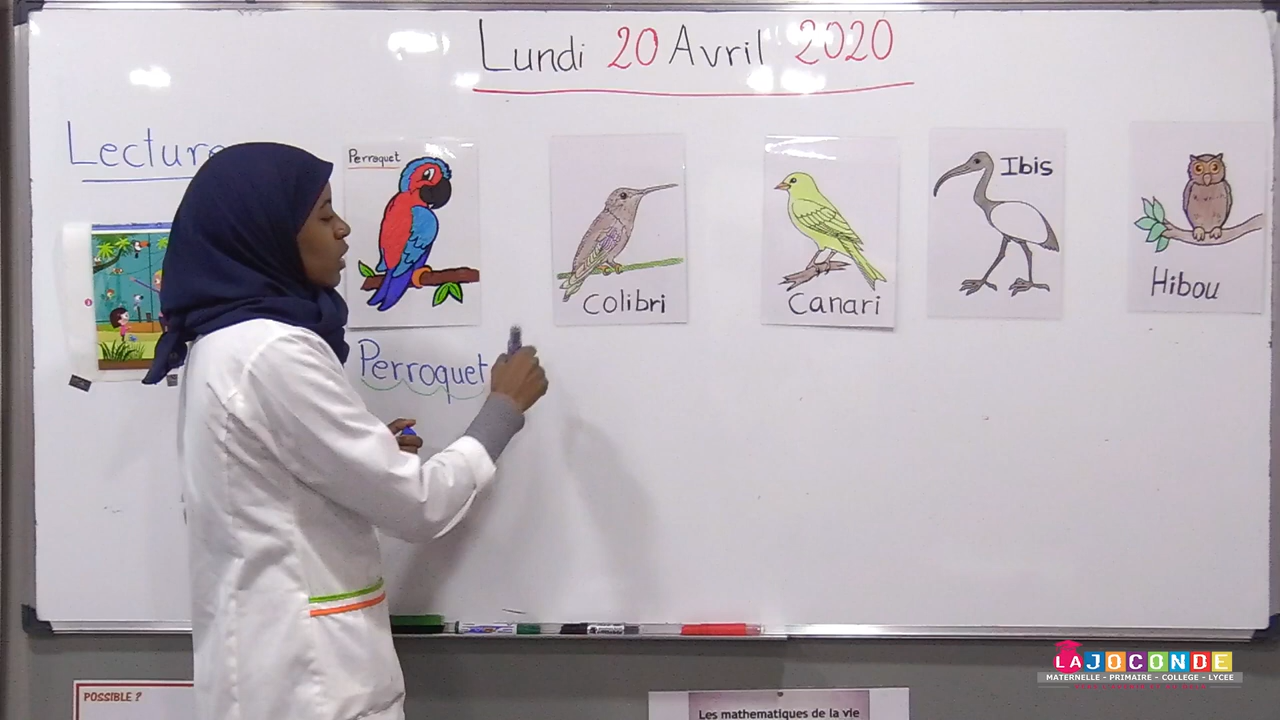 Lundi 20 Avril 2020
Lecture
Perroquet
Colibri
Canari
Ibis
Hibou
Perroquet
POSSIBLE ?
Les mathematiques de la vie
LAJOCONDE
MATERNELLE - PRIMAIRE - COLLEGE - LYCEE